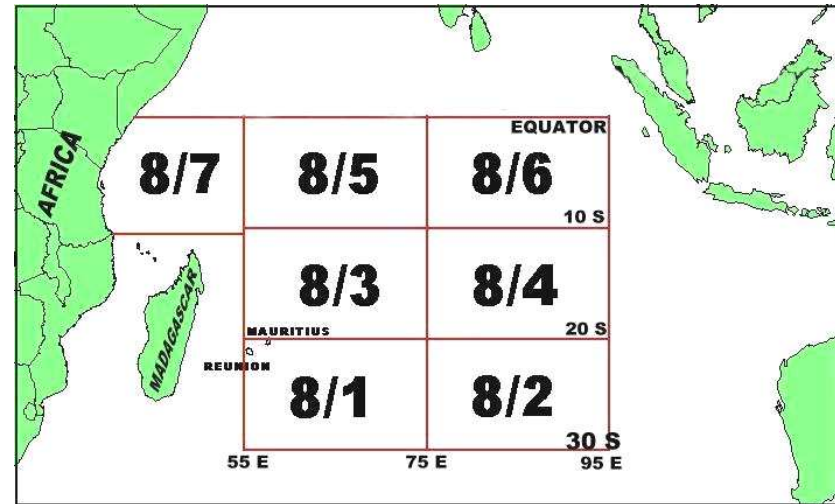 EQUATOR
8/7
8/5
8/6
AFRICA
10 S
8/3
8/4
MADAGASCAR
MAURITIUS
20 S
REUNION
8/1
8/2
30 S
55 E
75 E
95 E